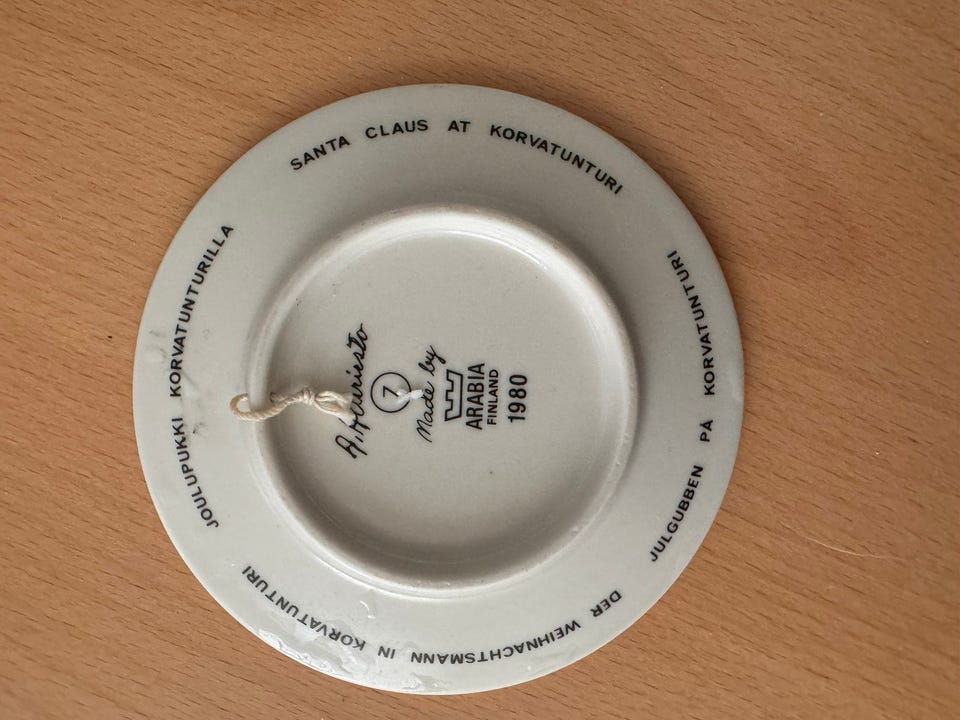 JOULUPUKKI KORVATUNTURILLA
SANTA CLAUS AT KORVATUNTURI
JULGUBBEN PÅ KORVATUNTURI
DER WEIHNACHTSMANN IN KORVATUNTURI
7
Made by
ARABIA
FINLAND
1980